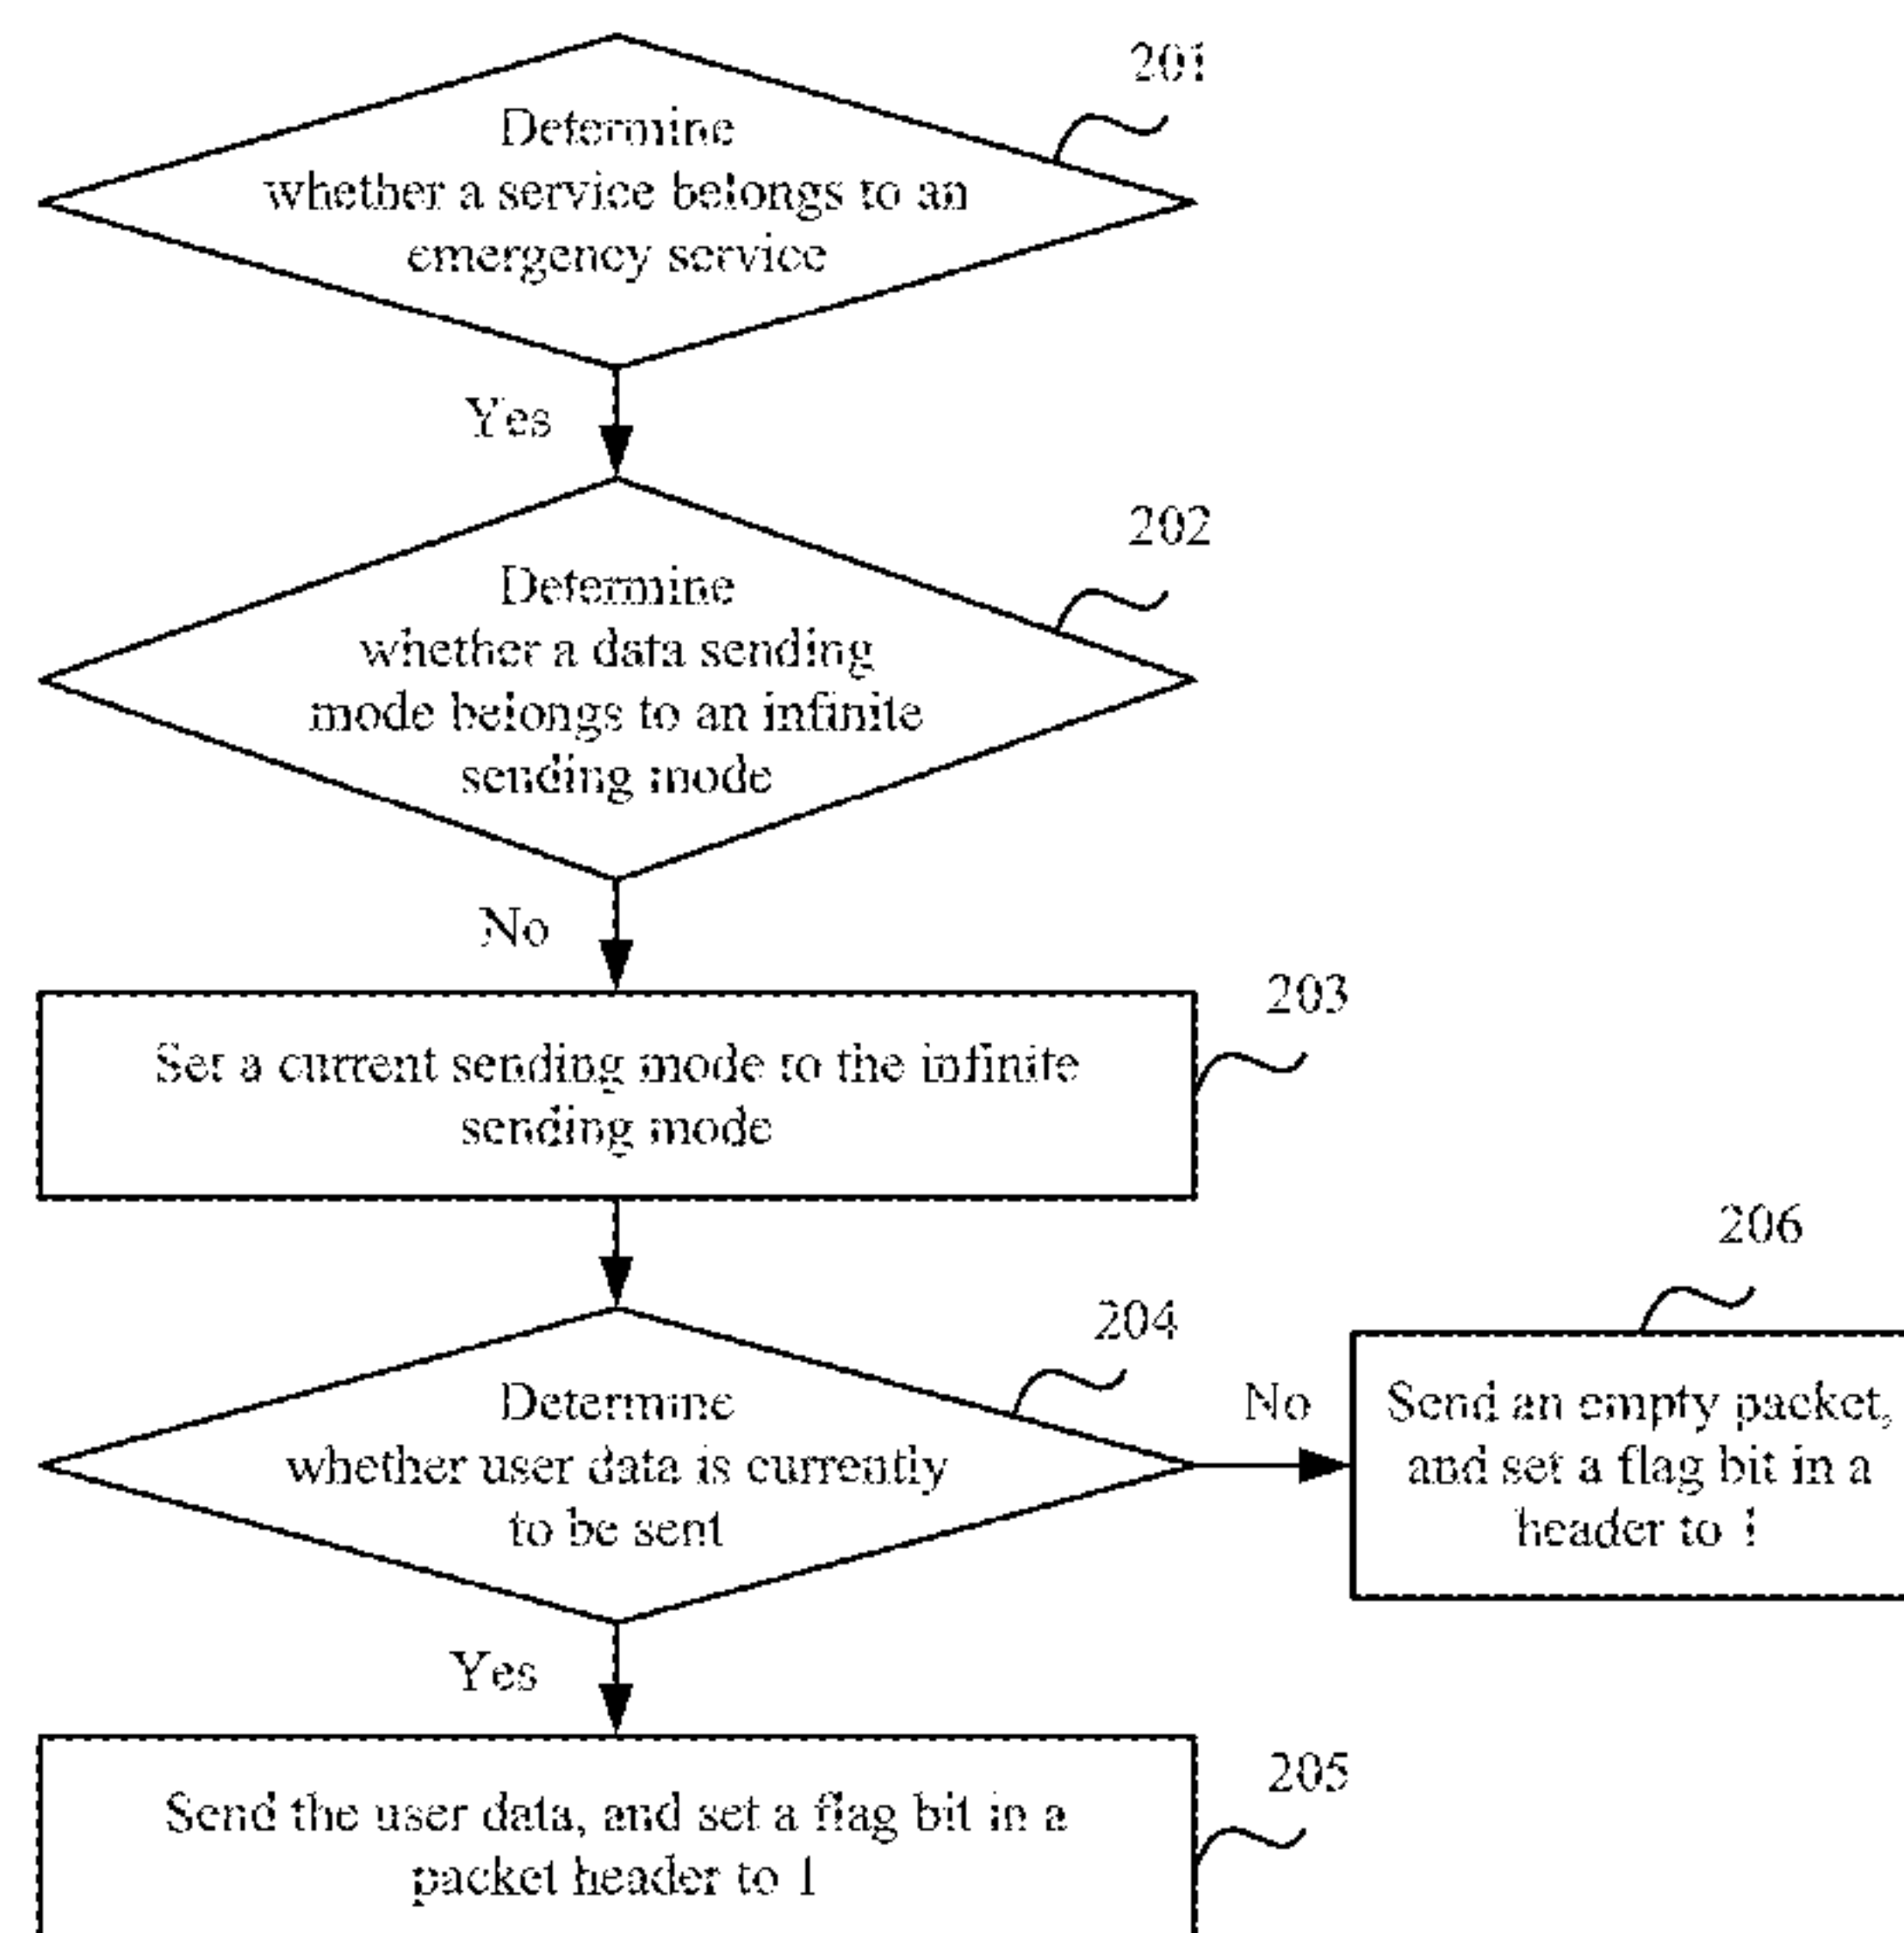 201
Determine
whether a service belongs to an
emergency service
Yes
202
Determine
whether a data sending
mode belongs to an infinite
sending mode
No
203
Set a current sending mode to the infinite
sending mode
206
204
Determine
whether user data is currently
to be sent
No
Send an empty packet,
and set a flag bit in a
header to 1
Yes
205
Send the user data, and set a flag bit in a
packet header to 1